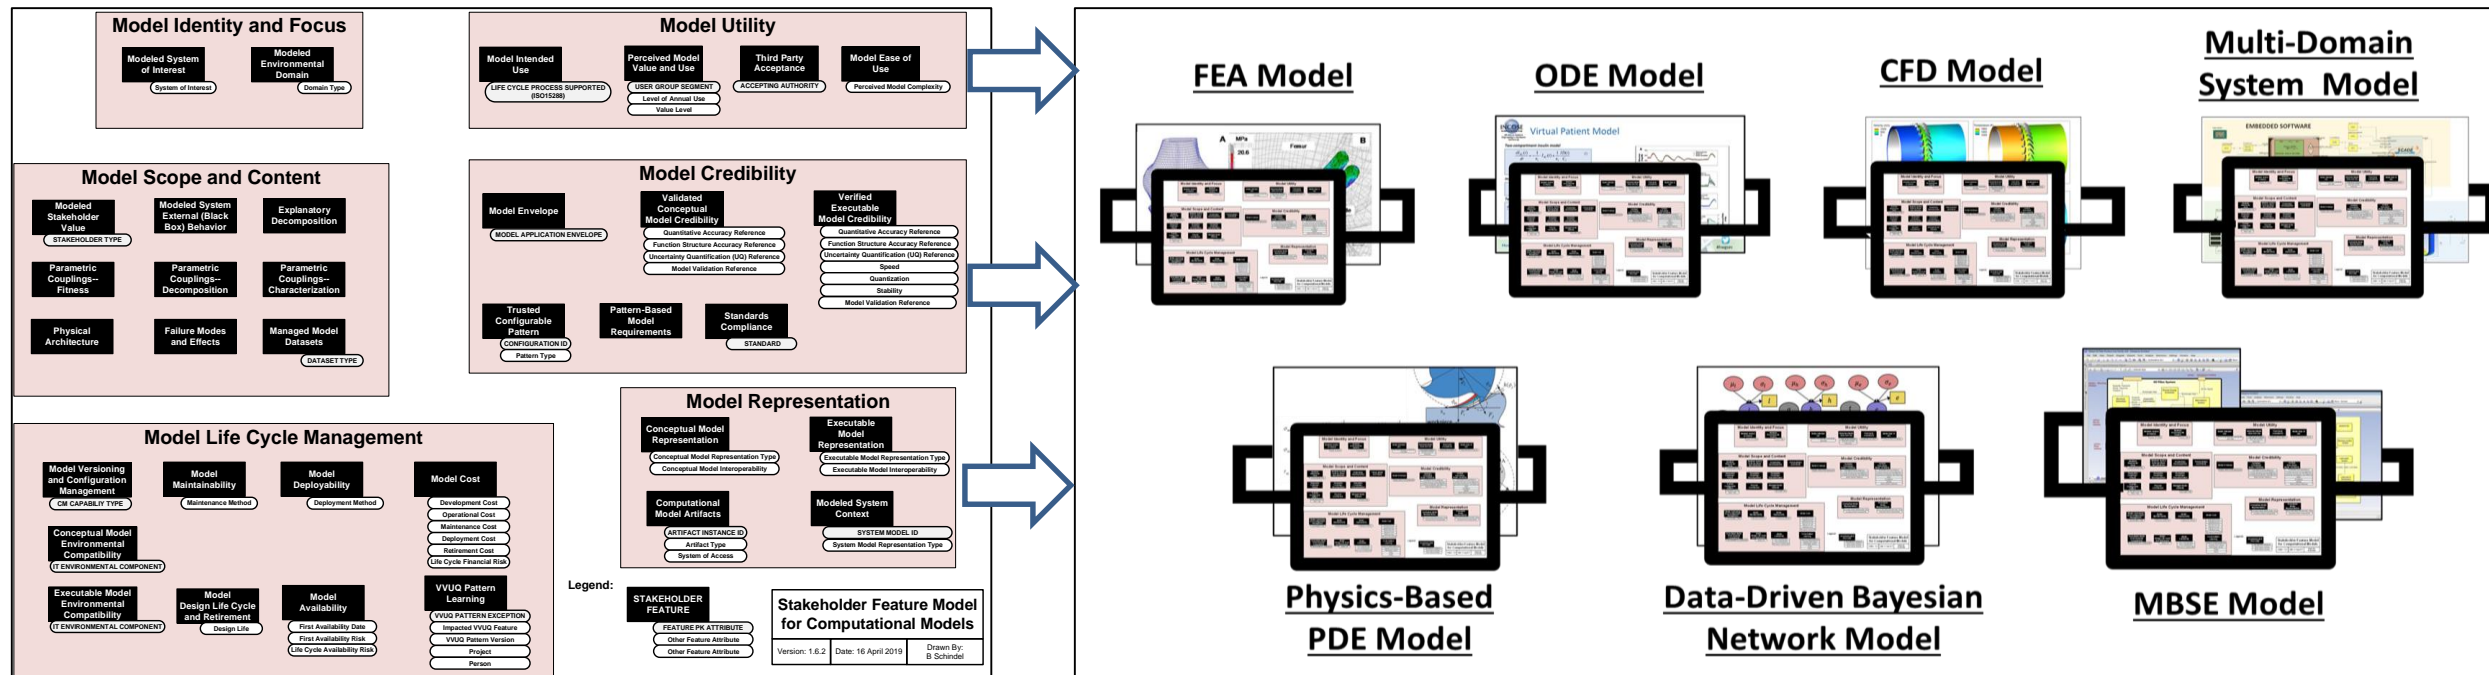 Model Identity and Focus
Modeled System
of Interest
System of Interest
Modeled
Environmental
Domain
Domain Type
Model Utility
Model Intended
Use
LIFE CYCLE PROCESS SUPPORTED
(ISO15288)
Perceived Model
Value and Use
USER GROUP SEGMENT
Level of Annual Use
Value Level
Third Party
Acceptance
ACCEPTING AUTHORITY
Model Ease of
Use
Perceived Model Complexity
Model Scope and Content
Modeled
Stakeholder
Value
STAKEHOLDER TYPE
Modeled System
External (Black
Box) Behavior
Explanatory
Decomposition
Parametric
Couplings--
Fitness
Parametric
Couplings--
Decomposition
Parametric
Couplings--
Characterization
Physical
Architecture
Failure Modes
and Effects
Managed Model
Datasets
DATASET TYPE
Model Credibility
Model Envelope
MODEL APPLICATION ENVELOPE
Validated
Conceptual
Model Credibility
Quantitative Accuracy Reference
Function Structure Accuracy Reference
Uncertainty Quantification (UQ) Reference
Model Validation Reference
Verified
Executable
Model Credibility
Quantitative Accuracy Reference
Function Structure Accuracy Reference
Uncertainty Quantification (UQ) Reference
Speed
Quantization
Stability
Model Validation Reference
Trusted
Configurable
Pattern
CONFIGURATION ID
Pattern Type
Pattern-Based
Model
Requirements
Standards
Compliance
STANDARD
Model Representation
Conceptual Model
Representation
Conceptual Model Representation Type
Conceptual Model Interoperability
Executable
Model
Representation
Executable Model Representation Type
Executable Model Interoperability
Computational
Model Artifacts
ARTIFACT INSTANCE ID
Artifact Type
System of Access
Modeled System
Context
SYSTEM MODEL ID
System Model Representation Type
Model Life Cycle Management
Model Versioning
and Configuration
Management
CM CAPABILIY TYPE
Model
Maintainability
Maintenance Method
Model
Deployability
Deployment Method
Model Cost
Development Cost
Operational Cost
Maintenance Cost
Deployment Cost
Retirement Cost
Life Cycle Financial Risk
Conceptual Model
Environmental
Compatibility
IT ENVIRONMENTAL COMPONENT
Executable Model
Environmental
Compatibility
IT ENVIRONMENTAL COMPONENT
Model
Design Life Cycle
and Retirement
Design Life
Model
Availability
First Availability Date
First Availability Risk
Life Cycle Availability Risk
VVUQ Pattern
Learning
VVUQ PATTERN EXCEPTION
Impacted VVUQ Feature
VVUQ Pattern Version
Project
Person
Legend:
STAKEHOLDER
FEATURE
FEATURE PK ATTRIBUTE
Other Feature Attribute
Other Feature Attribute
Stakeholder Feature Model
for Computational Models
Version: 1.6.2
Date: 16 April 2019
Drawn By:
B Schindel
FEA Model
A
MPa
20.6
Femur
B
ODE Model
Virtual Patient Model
CFD Model
Multi-Domain
System Model
EMBEDDED SOFTWARE
Physics-Based
PDE Model
Data-Driven Bayesian
Network Model
MBSE Model